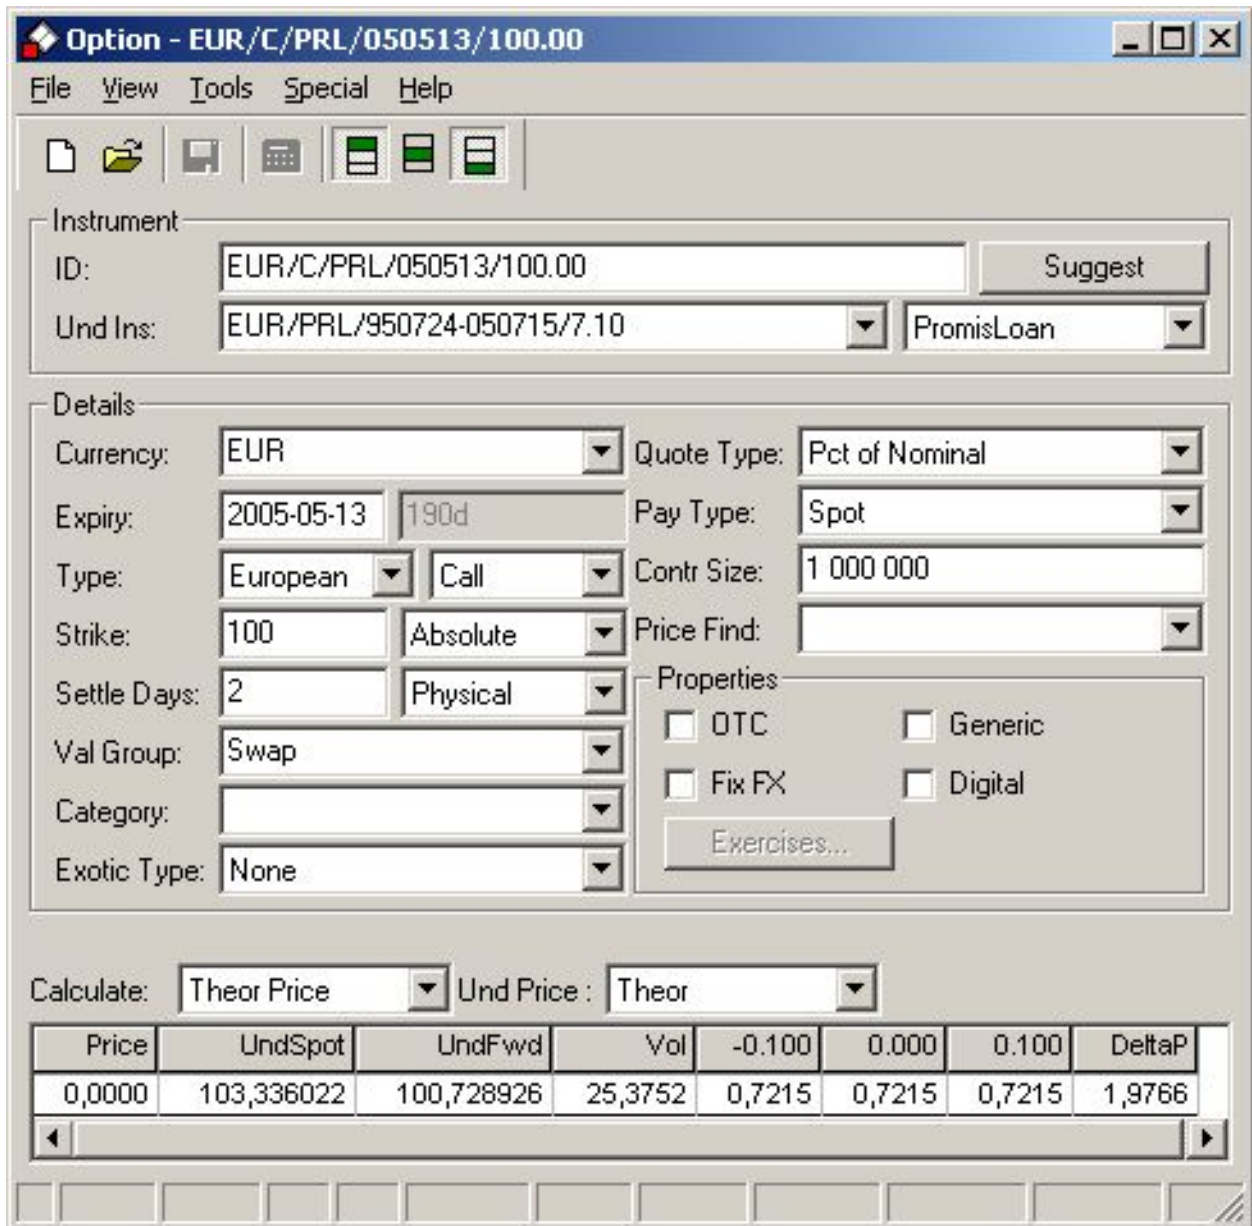 Option - EUR/C/PRL/050513/100.00
File View Tools Special Help
Instrument
ID: EUR/C/PRL/050513/100.00 Suggest
Und Ins: EUR/PRL/950724-050715/7.10 PromisLoan
Details
Currency: EUR Quote Type: Pct of Nominal
Expiry: 2005-05-13 190d Pay Type: Spot
Type: European Call Contr Size: 1 000 000
Strike: 100 Absolute Price Find:
Settle Days: 2 Physical Properties
OTC Generic
Val Group: Swap
Fix FX Digital
Category:
Exercises...
Exotic Type: None
Calculate: Theor Price Und Price : Theor
Price UndSpot UndFwd Vol -0.100 0.000 0.100 DeltaP
0,0000 103,336022 100,728926 25,3752 0,7215 0,7215 0,7215 1,9766